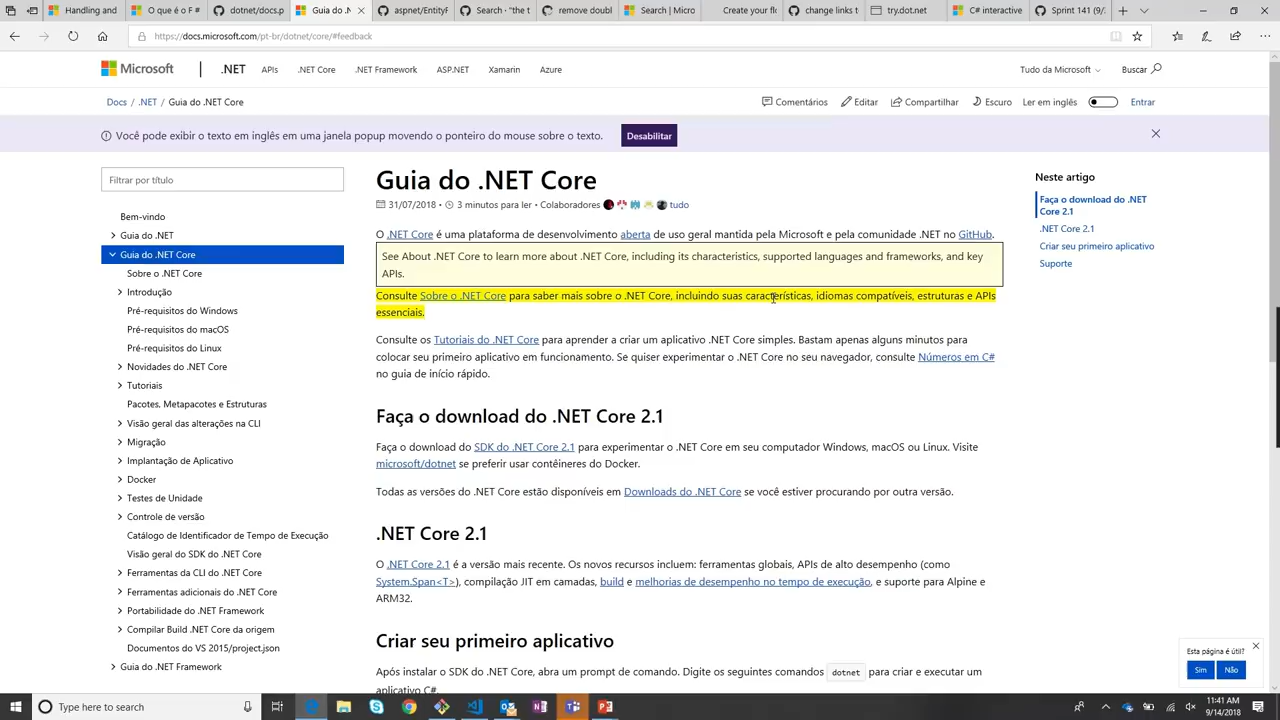 Handling and
O que é o F#
dotnet/docs.p
Guia do .N
aspnet/EntityF
Search · "the t
remove doubl
Search | Micro
Create your fl
change links t
try.dot.net
C# interactive
Sprint 141 (9/
https://docs.microsoft.com/pt-br/dotnet/core/#feedback
Microsoft
.NET
APIs
.NET Core
.NET Framework
ASP.NET
Xamarin
Azure
Tudo da Microsoft
Buscar
Docs / .NET / Guia do .NET Core
Comentários
Editar
Compartilhar
Escuro
Ler em inglês
Entrar
Você pode exibir o texto em inglês em uma janela popup movendo o ponteiro do mouse sobre o texto.
Desabilitar
Filtrar por título
Bem-vindo
Guia do .NET
Guia do .NET Core
Sobre o .NET Core
Introdução
Pré-requisitos do Windows
Pré-requisitos do macOS
Pré-requisitos do Linux
Novidades do .NET Core
Tutoriais
Pacotes, Metapacotes e Estruturas
Visão geral das alterações na CLI
Migração
Implantação de Aplicativo
Docker
Testes de Unidade
Controle de versão
Catálogo de Identificador de Tempo de Execução
Visão geral do SDK do .NET Core
Ferramentas da CLI do .NET Core
Ferramentas adicionais do .NET Core
Portabilidade do .NET Framework
Compilar Build .NET Core da origem
Documentos do VS 2015/project.json
Guia do .NET Framework
Guia do .NET Core
31/07/2018 • 3 minutos para ler • Colaboradores tudo
O .NET Core é uma plataforma de desenvolvimento aberta de uso geral mantida pela Microsoft e pela comunidade .NET no GitHub.
See About .NET Core to learn more about .NET Core, including its characteristics, supported languages and frameworks, and key
APIs.
Consulte Sobre o .NET Core para saber mais sobre o .NET Core, incluindo suas características, idiomas compatíveis, estruturas e APIs
essenciais.
Consulte os Tutoriais do .NET Core para aprender a criar um aplicativo .NET Core simples. Bastam apenas alguns minutos para
colocar seu primeiro aplicativo em funcionamento. Se quiser experimentar o .NET Core no seu navegador, consulte Números em C#
no guia de início rápido.
Faça o download do .NET Core 2.1
Faça o download do SDK do .NET Core 2.1 para experimentar o .NET Core em seu computador Windows, macOS ou Linux. Visite
microsoft/dotnet se preferir usar contêineres do Docker.
Todas as versões do .NET Core estão disponíveis em Downloads do .NET Core se você estiver procurando por outra versão.
.NET Core 2.1
O .NET Core 2.1 é a versão mais recente. Os novos recursos incluem: ferramentas globais, APIs de alto desempenho (como
System.Span<T>), compilação JIT em camadas, build e melhorias de desempenho no tempo de execução, e suporte para Alpine e
ARM32.
Criar seu primeiro aplicativo
Após instalar o SDK do .NET Core, abra um prompt de comando. Digite os seguintes comandos dotnet para criar e executar um
aplicativo C#.
Neste artigo
Faça o download do .NET
Core 2.1
.NET Core 2.1
Criar seu primeiro aplicativo
Suporte
Esta página é útil?
Sim
Não
Type here to search
11:41 AM
9/14/2018